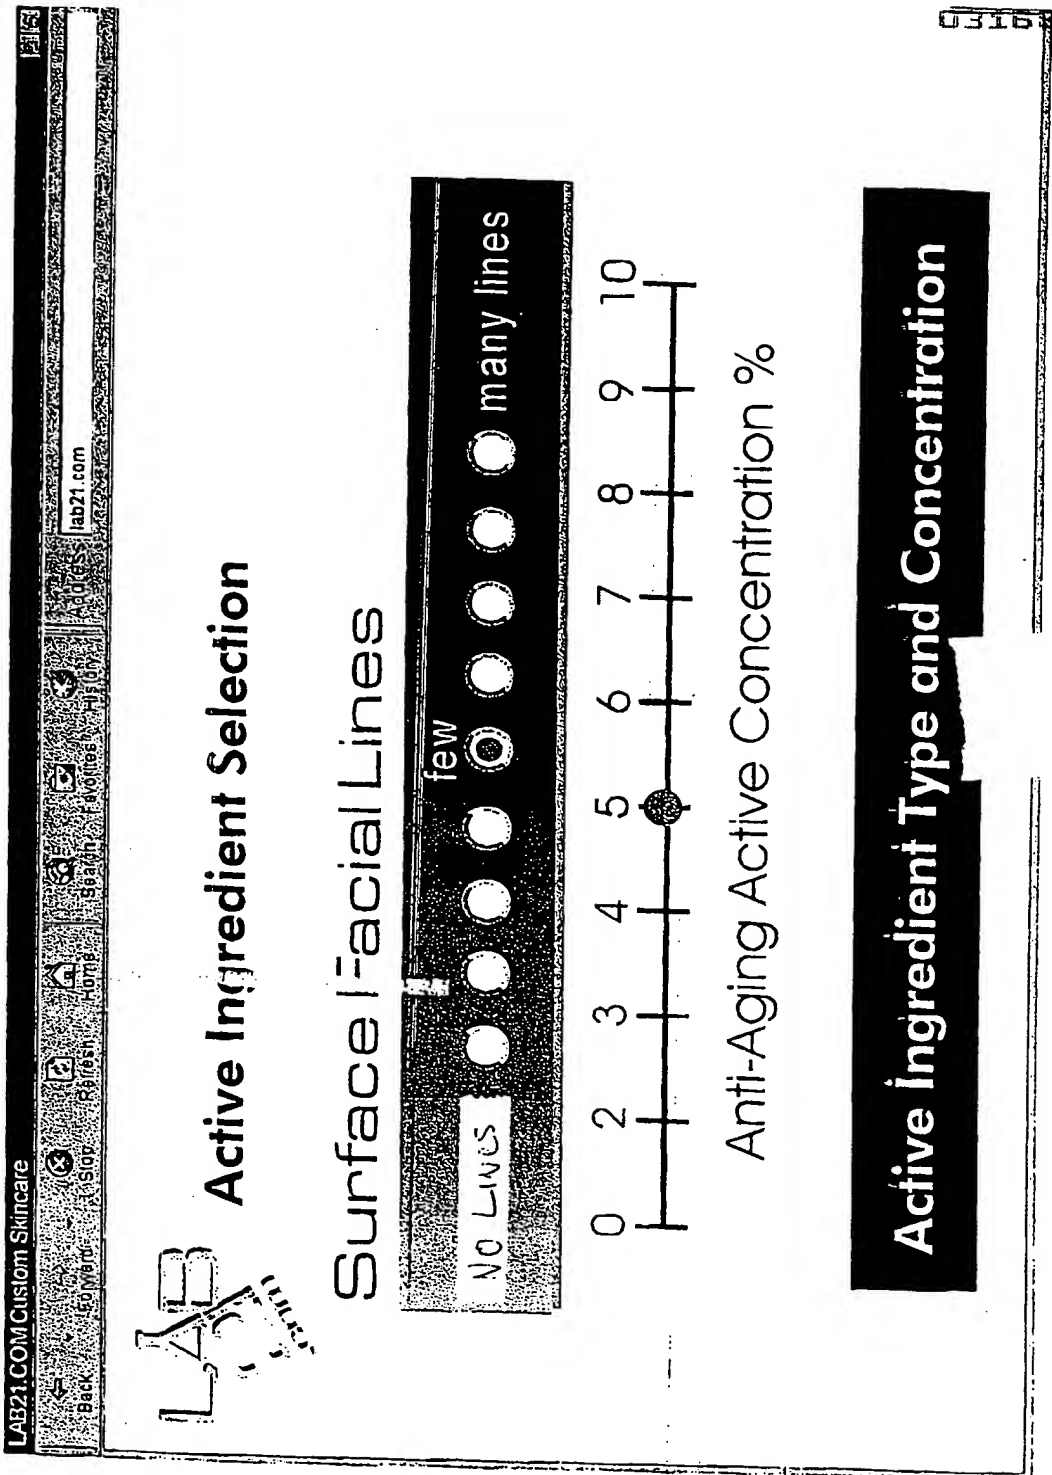 LAB21.COM Custom Skincare
Back Forward Stop Refresh Home Search Favorites History Address lab21.com
LAB
Active Ingredient Selection
Surface Facial Lines
few
No Lines many lines
0 2 3 4 5 6 7 8 9 10
Anti-Aging Active Concentration %
Active Ingredient Type and Concentration